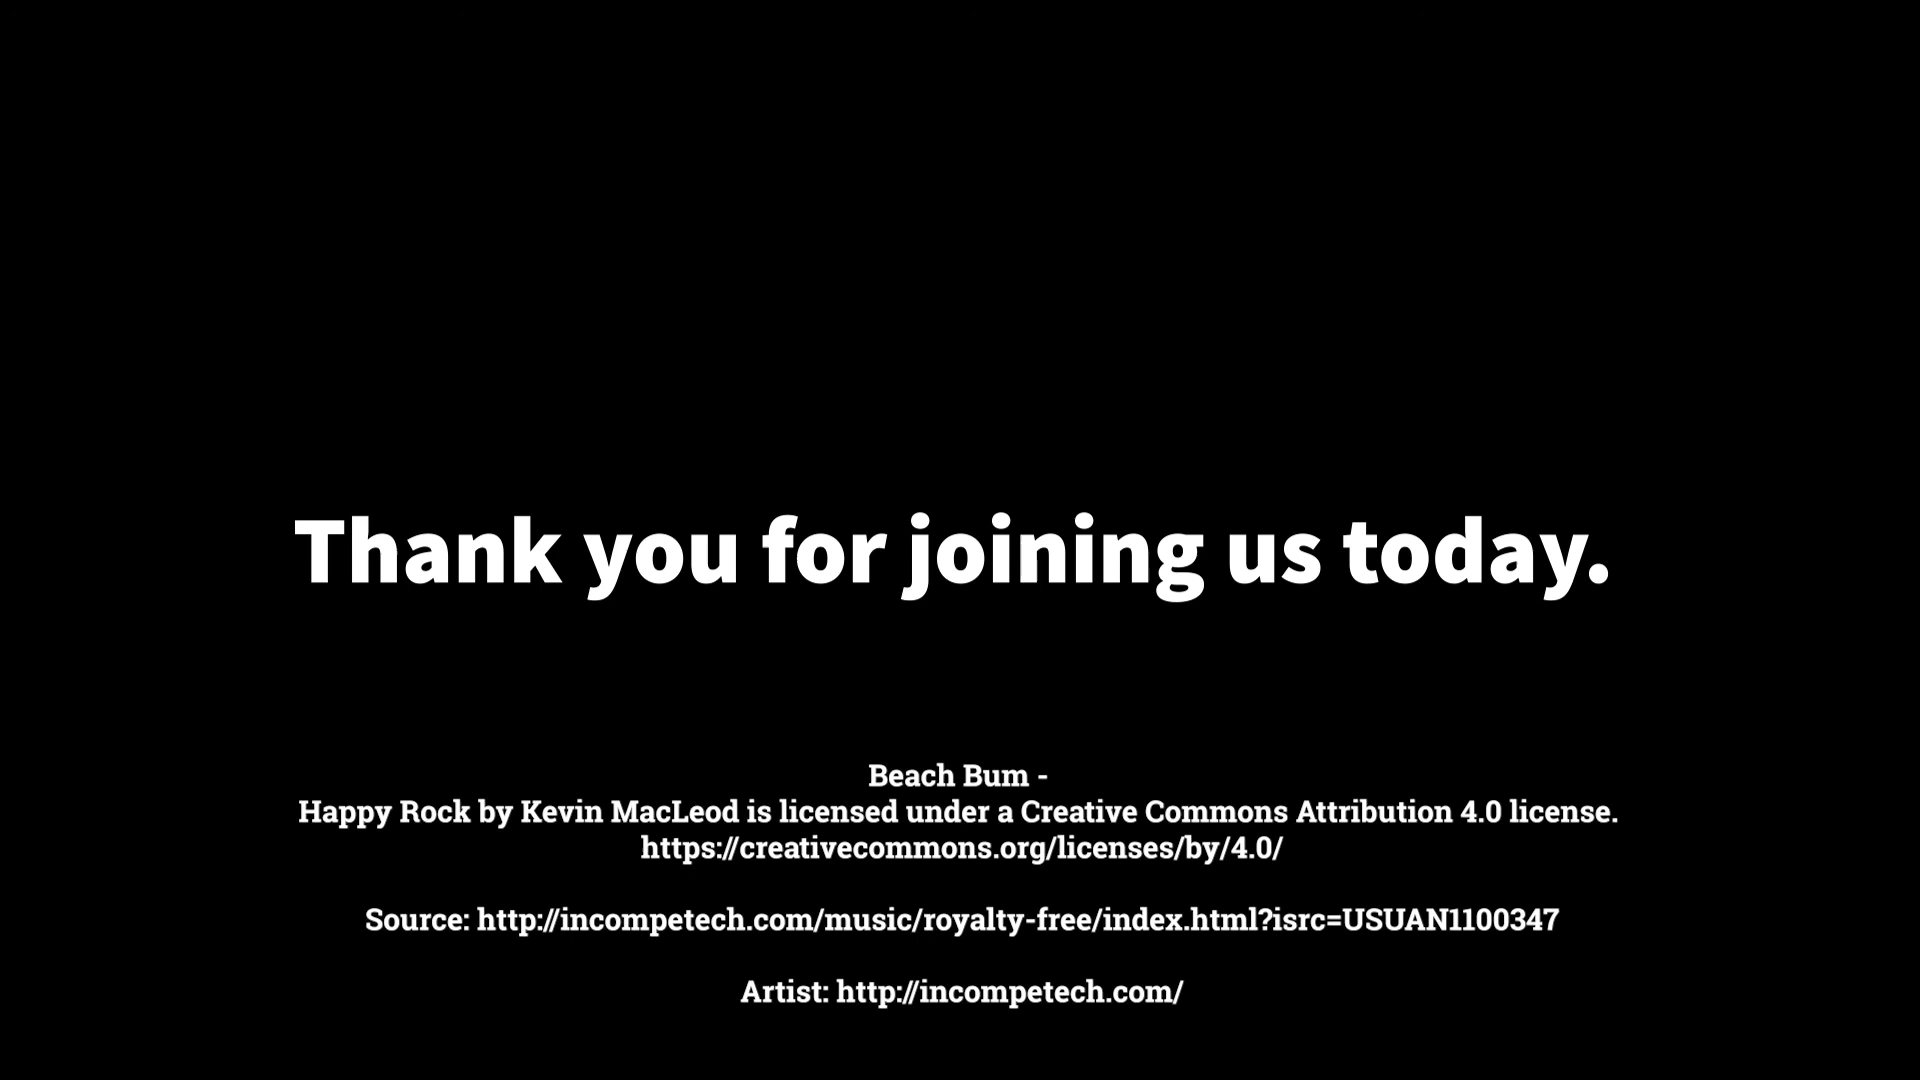 Thank you for joining us today.
Beach Bum -
Happy Rock by Kevin MacLeod is licensed under a Creative Commons Attribution 4.0 license.
https://creativecommons.org/licenses/by/4.0/
Source: http://incompetech.com/music/royalty-free/index.html?isrc=USUAN1100347
Artist: http://incompetech.com/